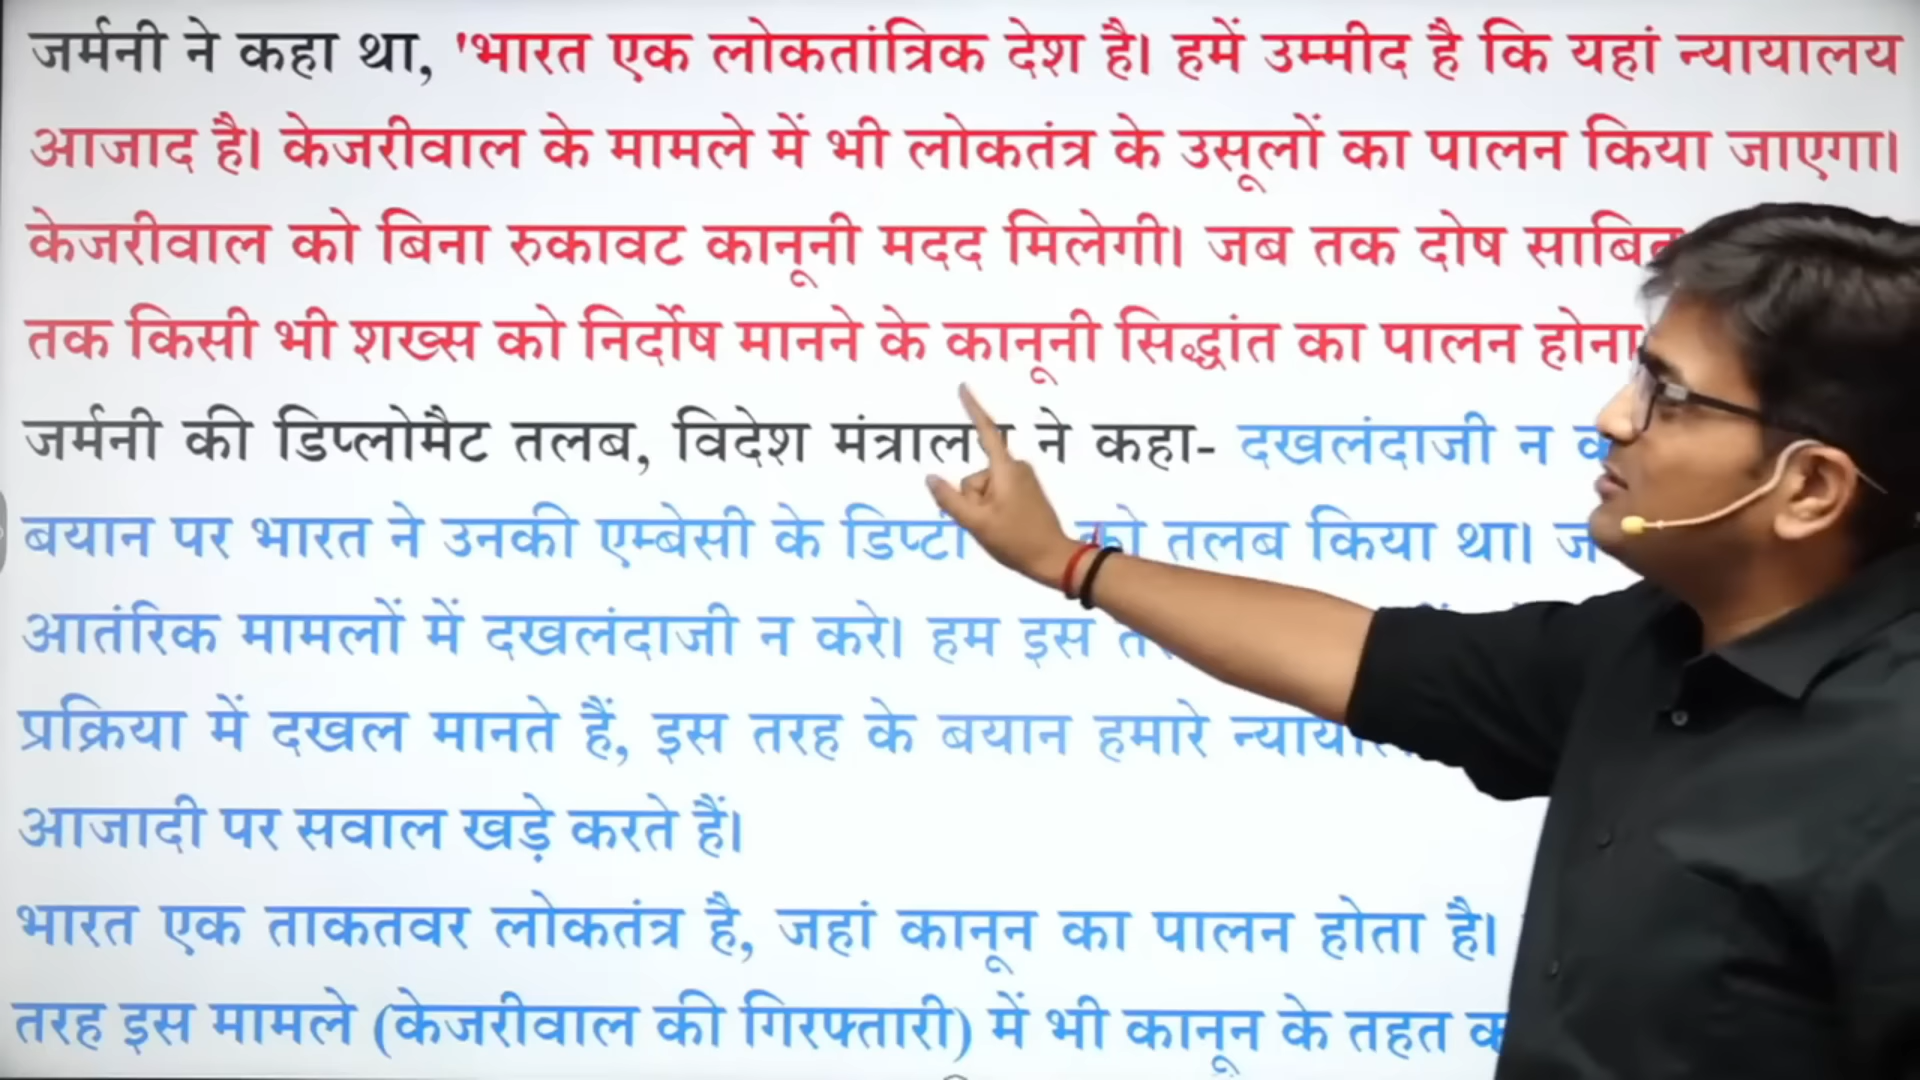 जर्मनी ने कहा था, 'भारत एक लोकतांत्रिक देश है। हमें उम्मीद है कि यहां न्यायालय
आजाद है। केजरीवाल के मामले में भी लोकतंत्र के उसूलों का पालन किया जाएगा।
केजरीवाल को बिना रुकावट कानूनी मदद मिलेगी। जब तक दोष
तक किसी भी शख्स को निर्दोष मानने के कानूनी सिद्धांत का पालन होना
जर्मनी की डिप्लोमैट तलब, विदेश ने कहा- दखलंदाजी न
बयान पर भारत ने उनकी एम्बेसी के को तलब किया था।
आतंरिक मामलों में दखलंदाजी न करे। हम इस
प्रक्रिया में दखल मानते हैं, इस तरह के बयान हमारे
आजादी पर सवाल खड़े करते हैं।
भारत एक ताकतवर लोकतंत्र है, जहां कानून का पालन होता है।
तरह इस मामले (केजरीवाल की गिरफ्तारी) में भी कानून के तहत